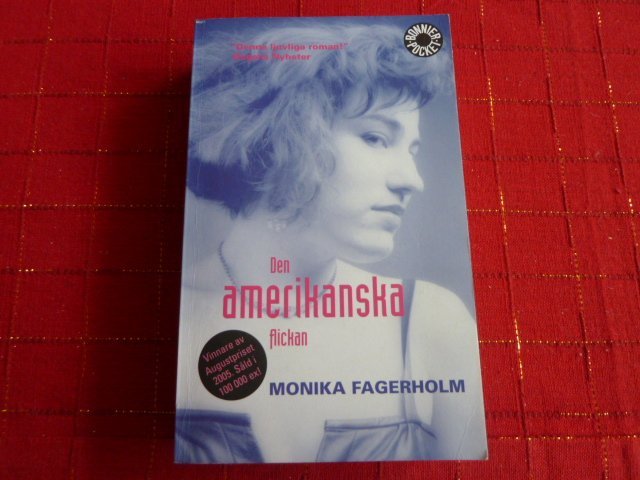 "Denna ljuvliga roman!"
Dagens Nyheter
BONNIER
POCKET
Den
amerikanska
flickan
Vinnare av
Augustpriset
2005. Såld i
100 000 ex!
MONIKA FAGERHOLM